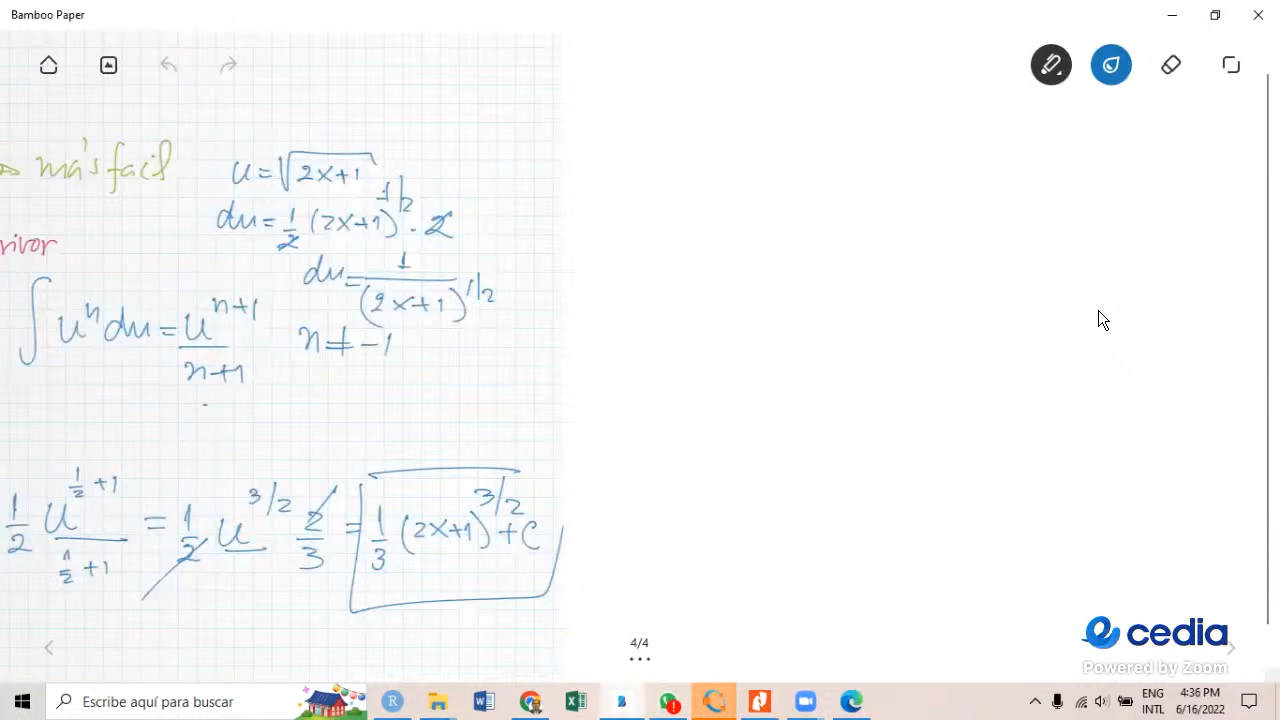 Bamboo Paper
más facil
u = √2x+1
du = 1/2 (2x+1)^1/2 · 2
du = 1/(2x+1)^1/2
∫ u^n du = u^n+1/n+1 n ≠ -1
1/2 u^1/2+1/1/2+1 = 1/2 u^3/2 2/3 = 1/3 (2x+1)^3/2 + C
4/4
cedia
Powered by Zoom
Escribe aquí para buscar
ENG
INTL
4:36 PM
6/16/2022